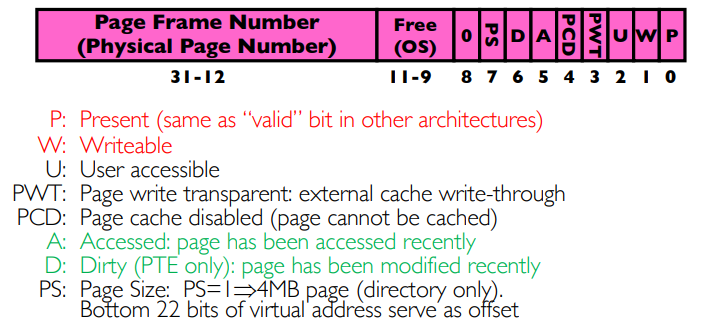 Page Frame Number Free 0 PS D A PCD PWT U W P
(Physical Page Number) (OS)
31-12 11-9 8 7 6 5 4 3 2 1 0
P: Present (same as “valid” bit in other architectures)
W: Writeable
U: User accessible
PWT: Page write transparent: external cache write-through
PCD: Page cache disabled (page cannot be cached)
A: Accessed: page has been accessed recently
D: Dirty (PTE only): page has been modified recently
PS: Page Size: PS=1⇒4MB page (directory only).
Bottom 22 bits of virtual address serve as offset